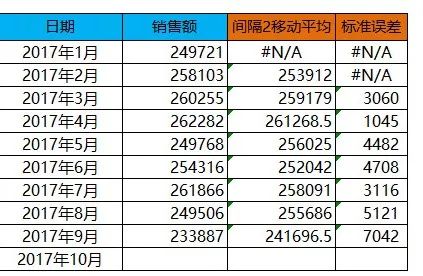 日期 销售额 间隔2移动平均 标准误差
2017年1月 249721 #N/A
2017年2月 258103 253912 #N/A
2017年3月 260255 259179 3060
2017年4月 262282 261268.5 1045
2017年5月 249768 256025 4482
2017年6月 254316 252042 4708
2017年7月 261866 258091 3116
2017年8月 249506 255686 5121
2017年9月 233887 241696.5 7042
2017年10月